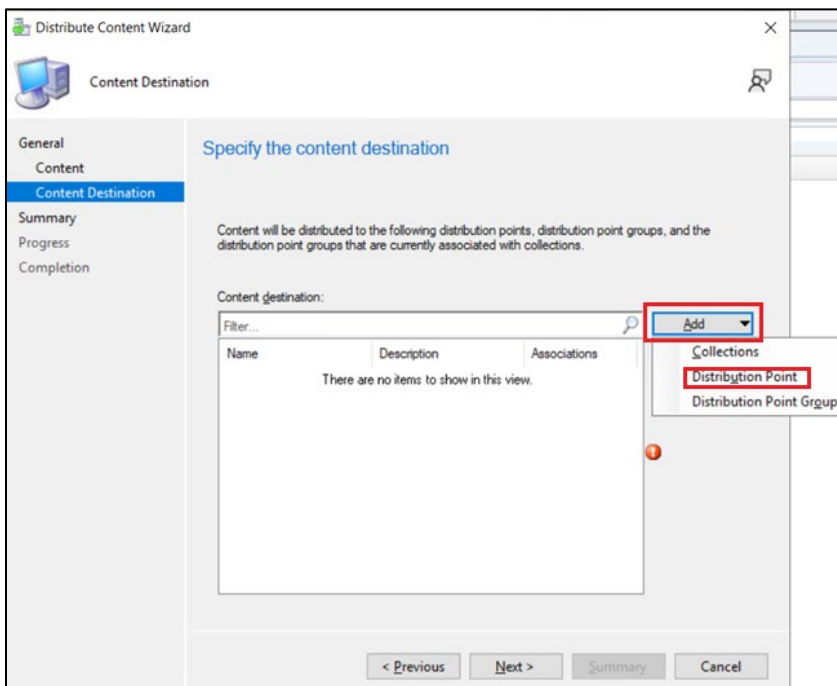 Distribute Content Wizard
Content Destination
General
Content
Content Destination
Summary
Progress
Completion
Specify the content destination
Content will be distributed to the following distribution points, distribution point groups, and the
distribution point groups that are currently associated with collections.
Content destination:
Filter...
Add
Collections
Distribution Point
Distribution Point Group
Name Description Associations
There are no items to show in this view.
< Previous Next > Summary Cancel